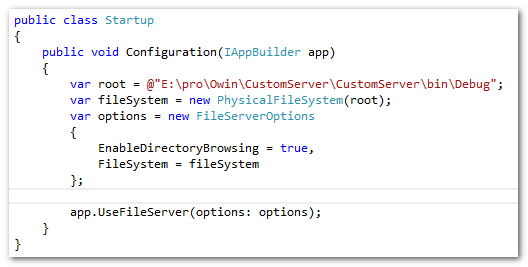 public class Startup
{
    public void Configuration(IAppBuilder app)
    {
        var root = @"E:\pro\Owin\CustomServer\CustomServer\bin\Debug";
        var fileSystem = new PhysicalFileSystem(root);
        var options = new FileServerOptions
        {
            EnableDirectoryBrowsing = true,
            FileSystem = fileSystem
        };

        app.UseFileServer(options: options);
    }
}